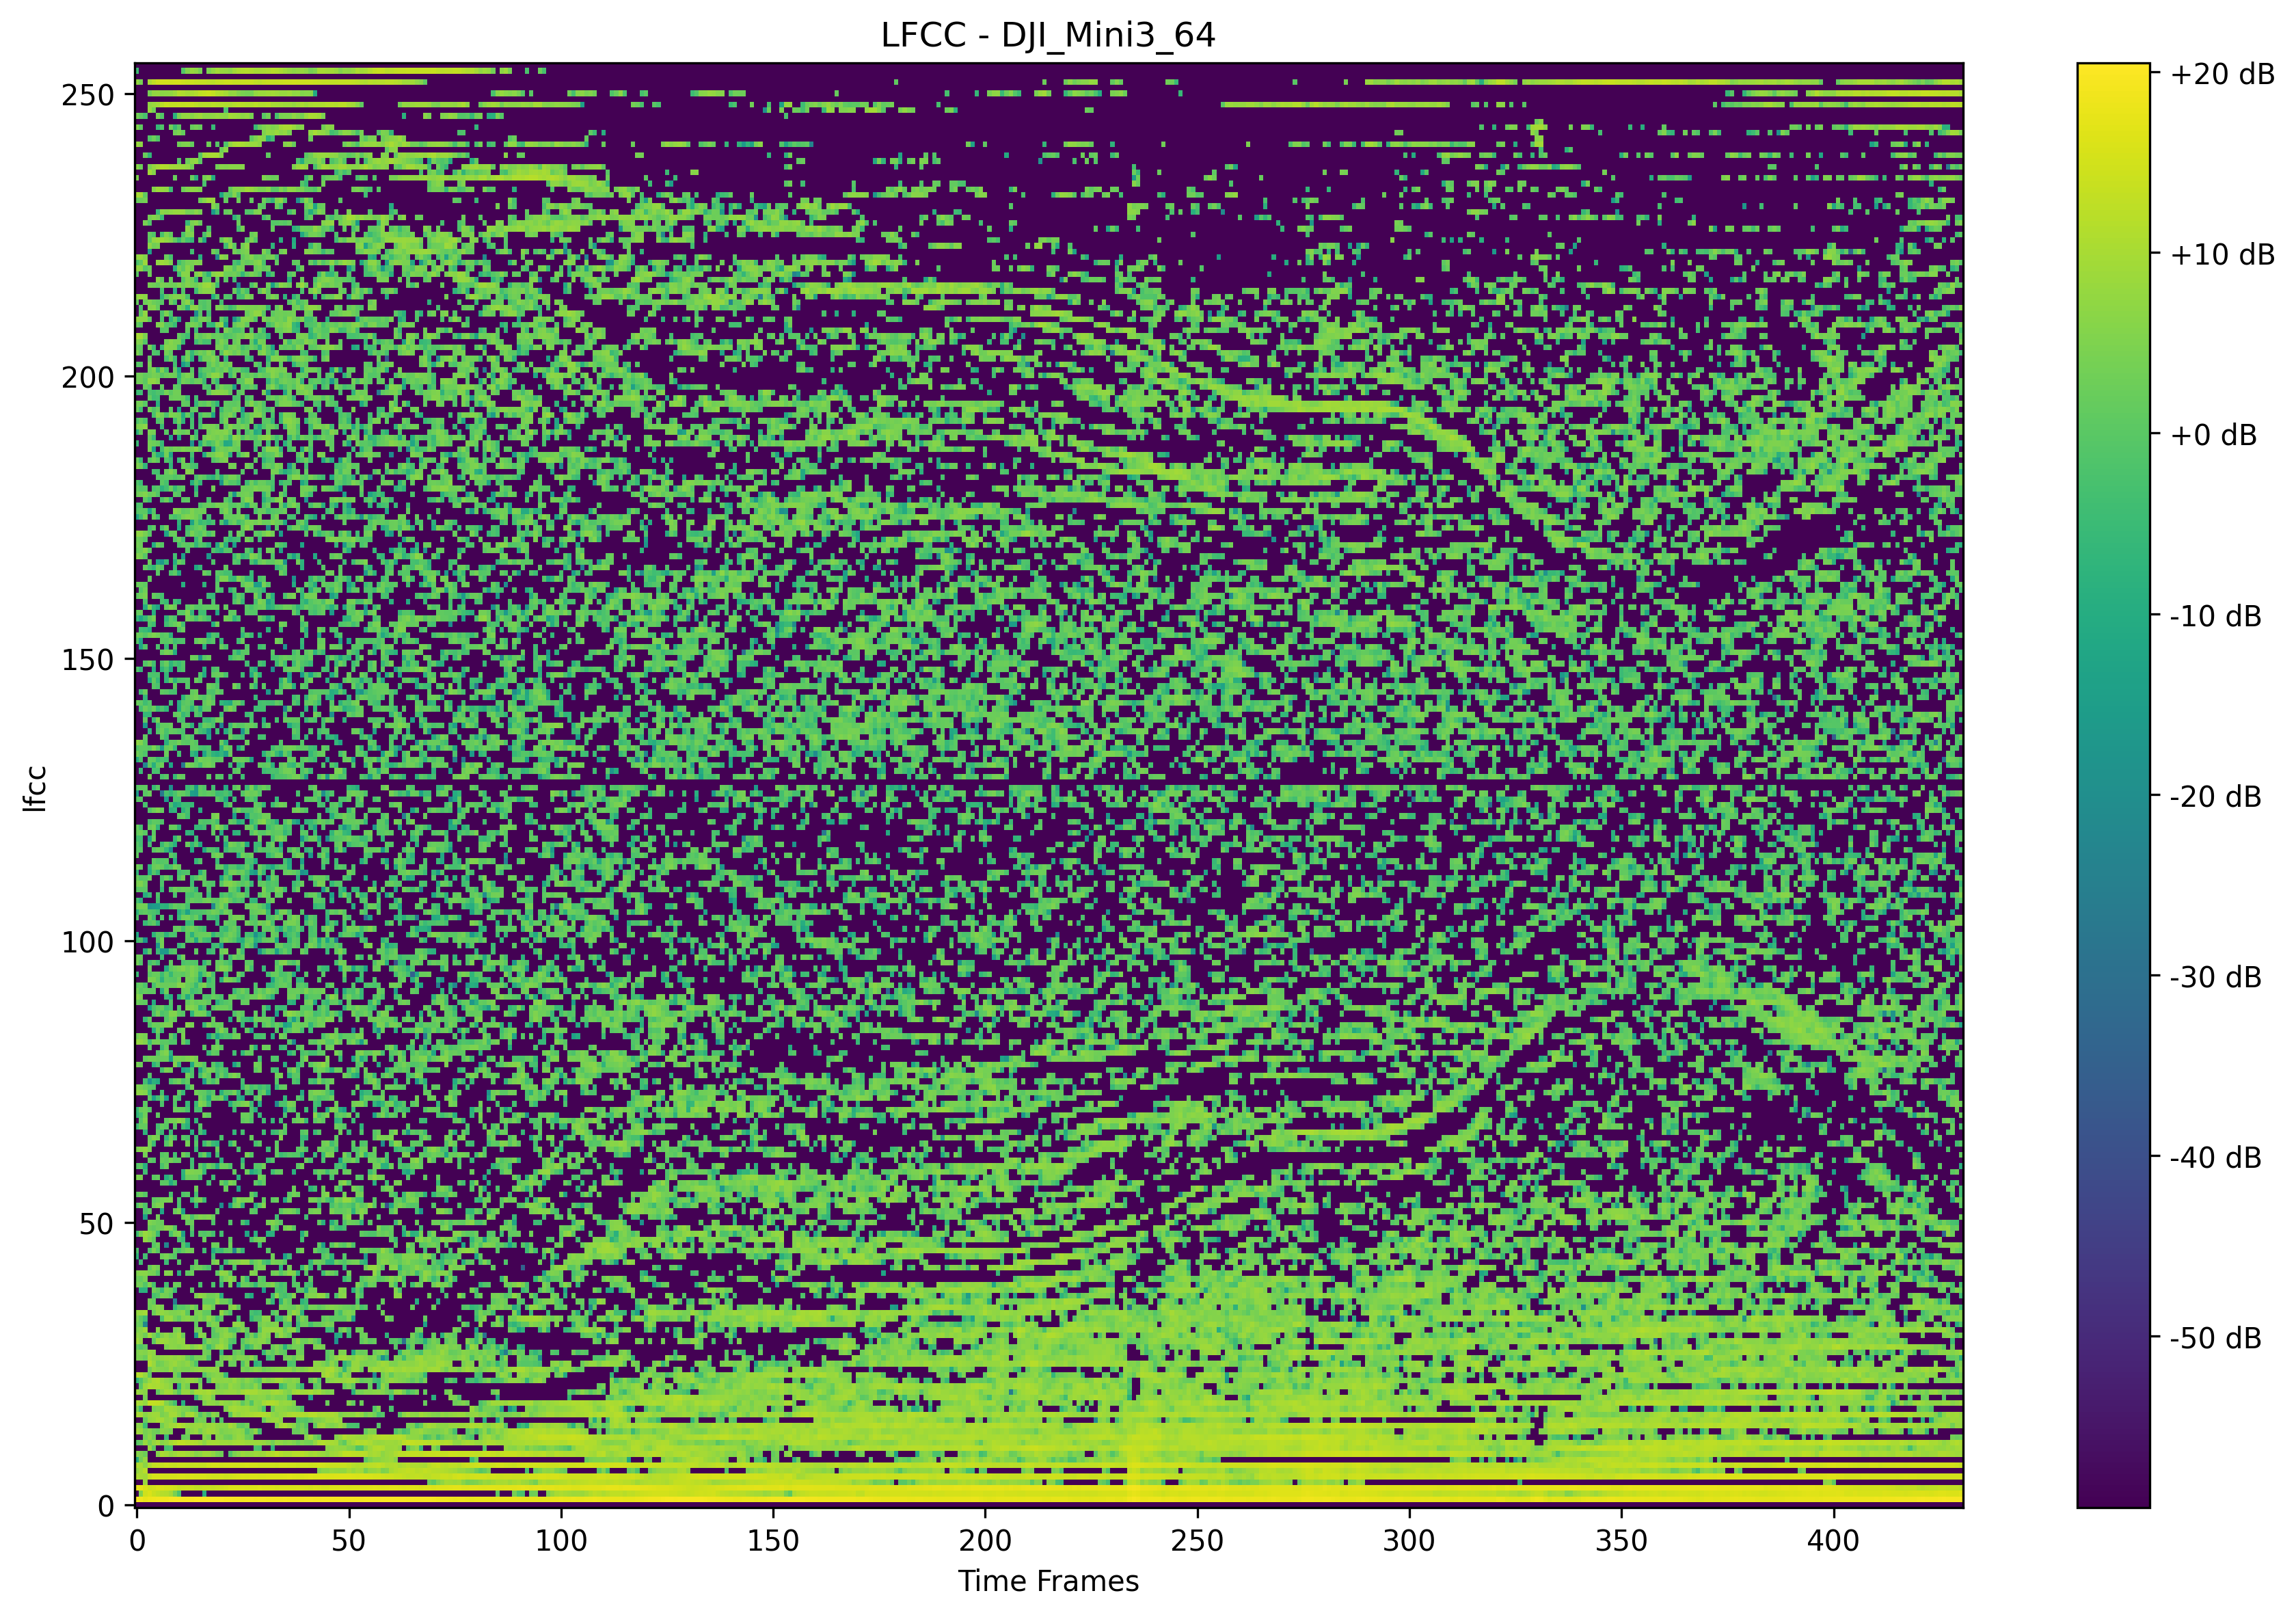 LFCC - DJI_Mini3_64
250
200
150
100
50
0
lfcc
0 50 100 150 200 250 300 350 400
Time Frames
+20 dB
+10 dB
+0 dB
-10 dB
-20 dB
-30 dB
-40 dB
-50 dB